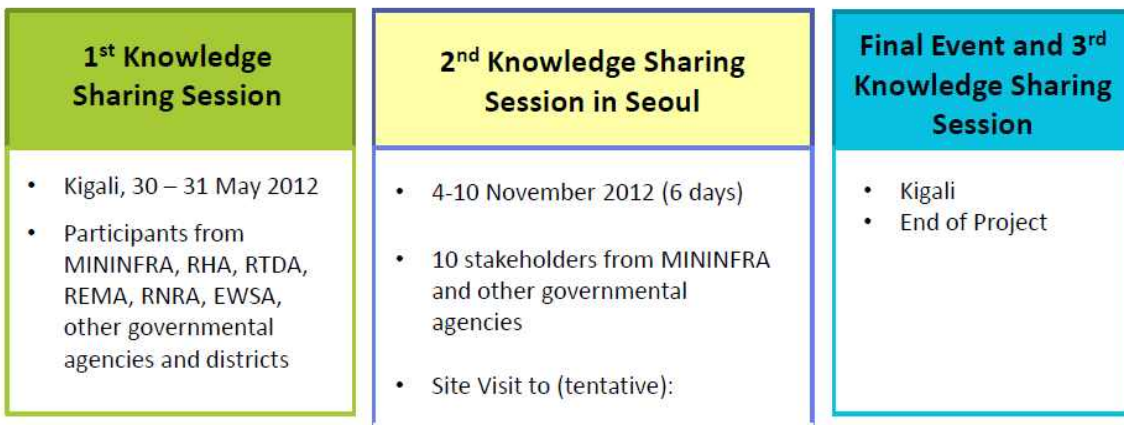 1st Knowledge
Sharing Session
• Kigali, 30 – 31 May 2012
• Participants from
MININFRA, RHA, RTDA,
REMA, RNRA, EWSA,
other governmental
agencies and districts
2nd Knowledge Sharing
Session in Seoul
• 4-10 November 2012 (6 days)
• 10 stakeholders from MININFRA
and other governmental
agencies
• Site Visit to (tentative):
Final Event and 3rd
Knowledge Sharing
Session
• Kigali
• End of Project